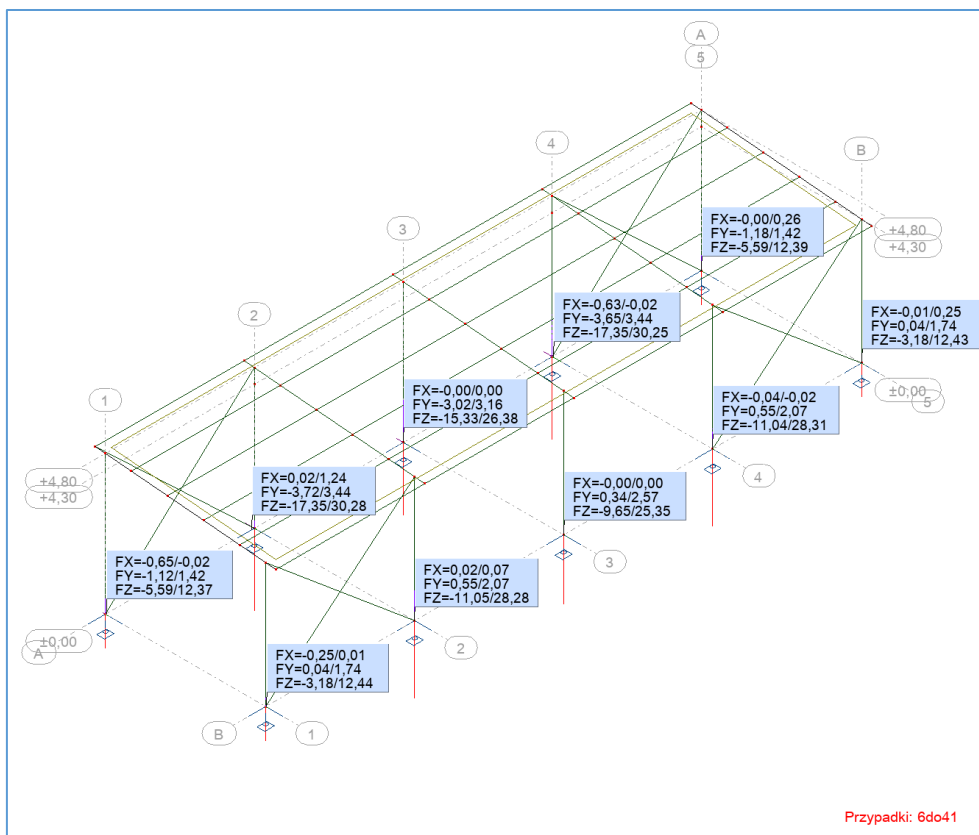 A
5
4
B
3
FX=-0,00/0,26
FY=-1,18/1,42
FZ=-5,59/12,39
+4,80
+4,30
2
FX=-0,63/-0,02
FY=-3,65/3,44
FZ=-17,35/30,25
FX=-0,01/0,25
FY=0,04/1,74
FZ=-3,18/12,43
1
FX=-0,00/0,00
FY=-3,02/3,16
FZ=-15,33/26,38
FX=-0,04/-0,02
FY=0,55/2,07
FZ=-11,04/28,31
±0,00
5
+4,80
+4,30
FX=0,02/1,24
FY=-3,72/3,44
FZ=-17,35/30,28
FX=-0,00/0,00
FY=0,34/2,57
FZ=-9,65/25,35
4
FX=-0,65/-0,02
FY=-1,12/1,42
FZ=-5,59/12,37
FX=0,02/0,07
FY=0,55/2,07
FZ=-11,05/28,28
3
±0,00
A
2
FX=-0,25/0,01
FY=0,04/1,74
FZ=-3,18/12,44
B
1
Przypadki: 6do41